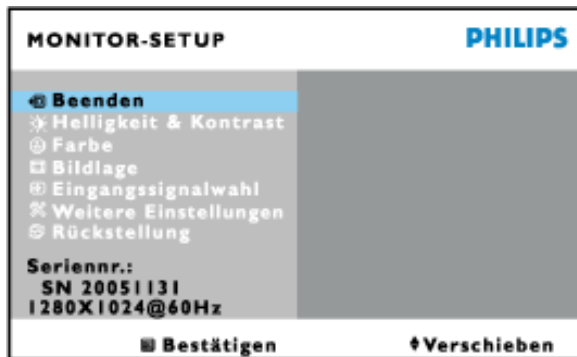 MONITOR-SETUP PHILIPS
Beenden
Helligkeit & Kontrast
Farbe
Bildlage
Eingangssignalwahl
Weitere Einstellungen
Rückstellung
Seriennr.:
SN 20051131
1280X1024@60Hz
Bestätigen Verschieben